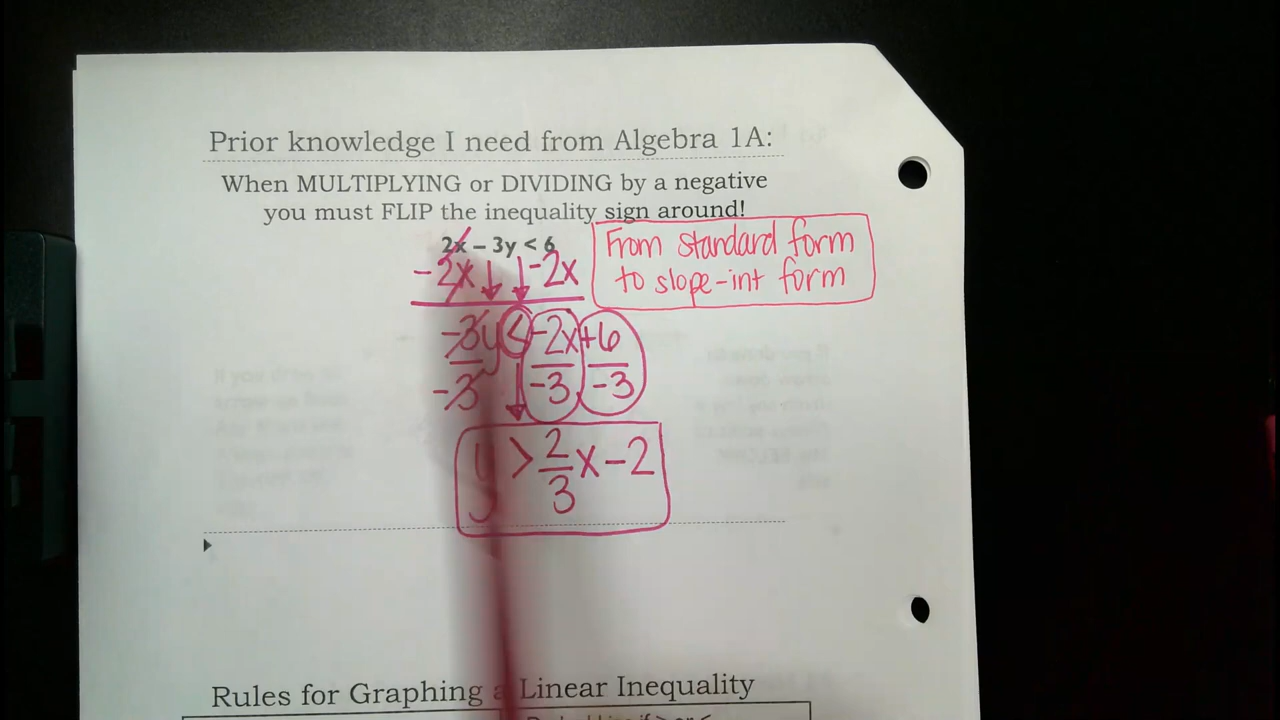 Prior knowledge I need from Algebra 1A:
When MULTIPLYING or DIVIDING by a negative
you must FLIP the inequality sign around!
2x – 3y < 6
From standard form
to slope-int form
-2x -2x
-3y < -2x +6
-3 -3 -3
y > 2/3 x - 2
Rules for Graphing a Linear Inequality